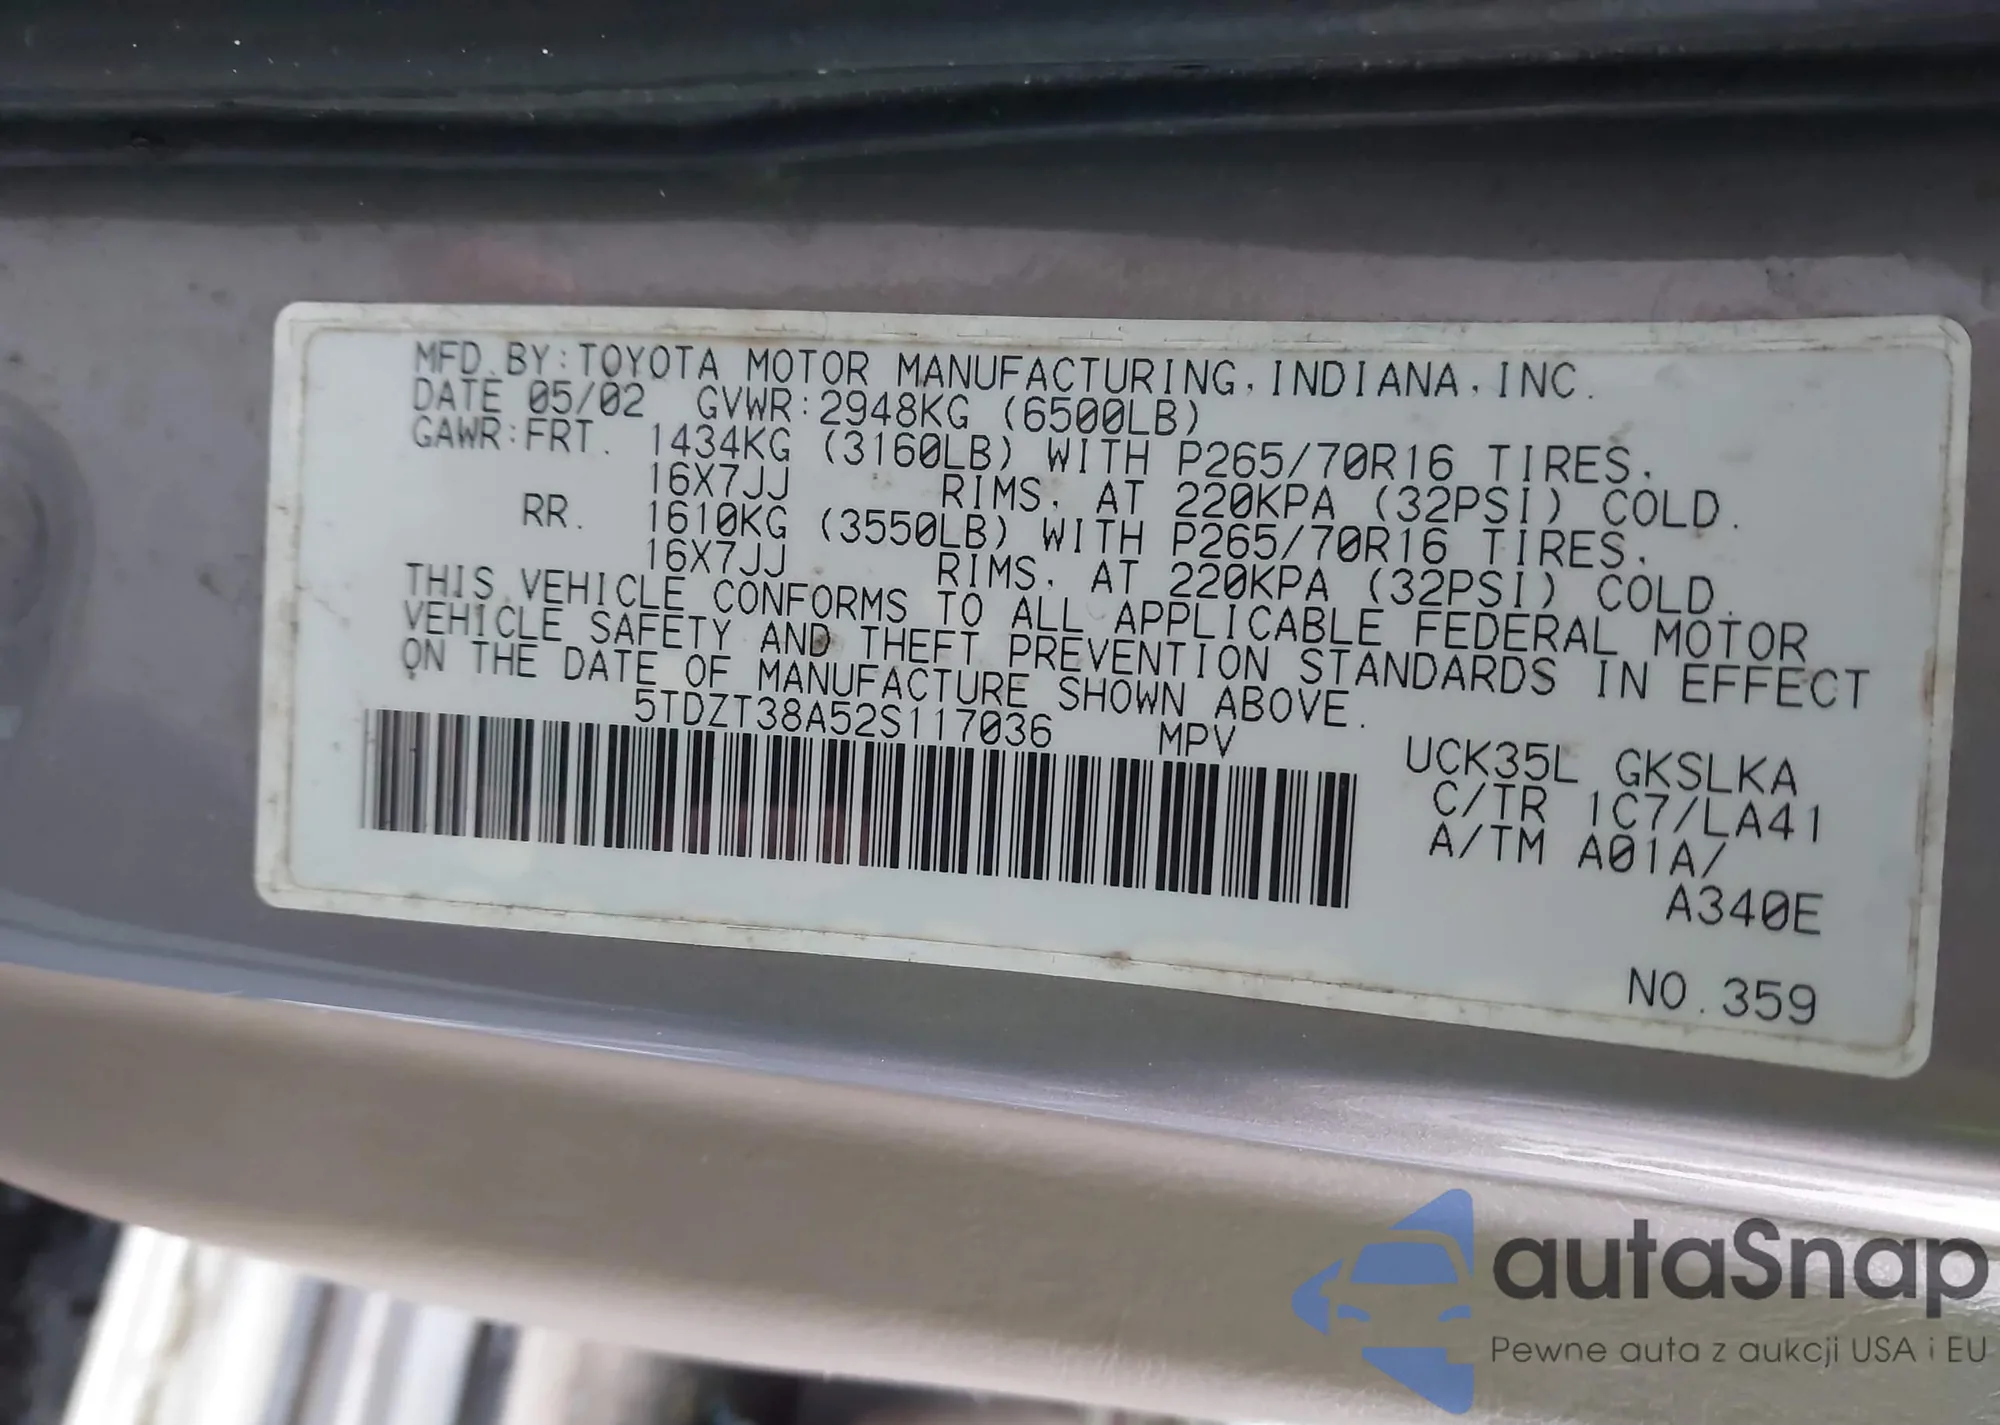 MFD. BY: TOYOTA MOTOR MANUFACTURING, INDIANA, INC.
DATE 05/02 GVWR: 2948KG (6500LB)
GAWR: FRT. 1434KG (3160LB) WITH P265/70R16 TIRES,
16X7JJ RIMS, AT 220KPA (32PSI) COLD.
RR. 1610KG (3550LB) WITH P265/70R16 TIRES,
16X7JJ RIMS, AT 220KPA (32PSI) COLD.
THIS VEHICLE CONFORMS TO ALL APPLICABLE FEDERAL MOTOR
VEHICLE SAFETY AND THEFT PREVENTION STANDARDS IN EFFECT
ON THE DATE OF MANUFACTURE SHOWN ABOVE.
5TDZT38A52S117036 MPV
UCK35L GKSLKA
C/TR 1C7/LA41
A/TM A01A/
A340E
NO. 359
autaSnap
Pewne auta z aukcji USA i EU